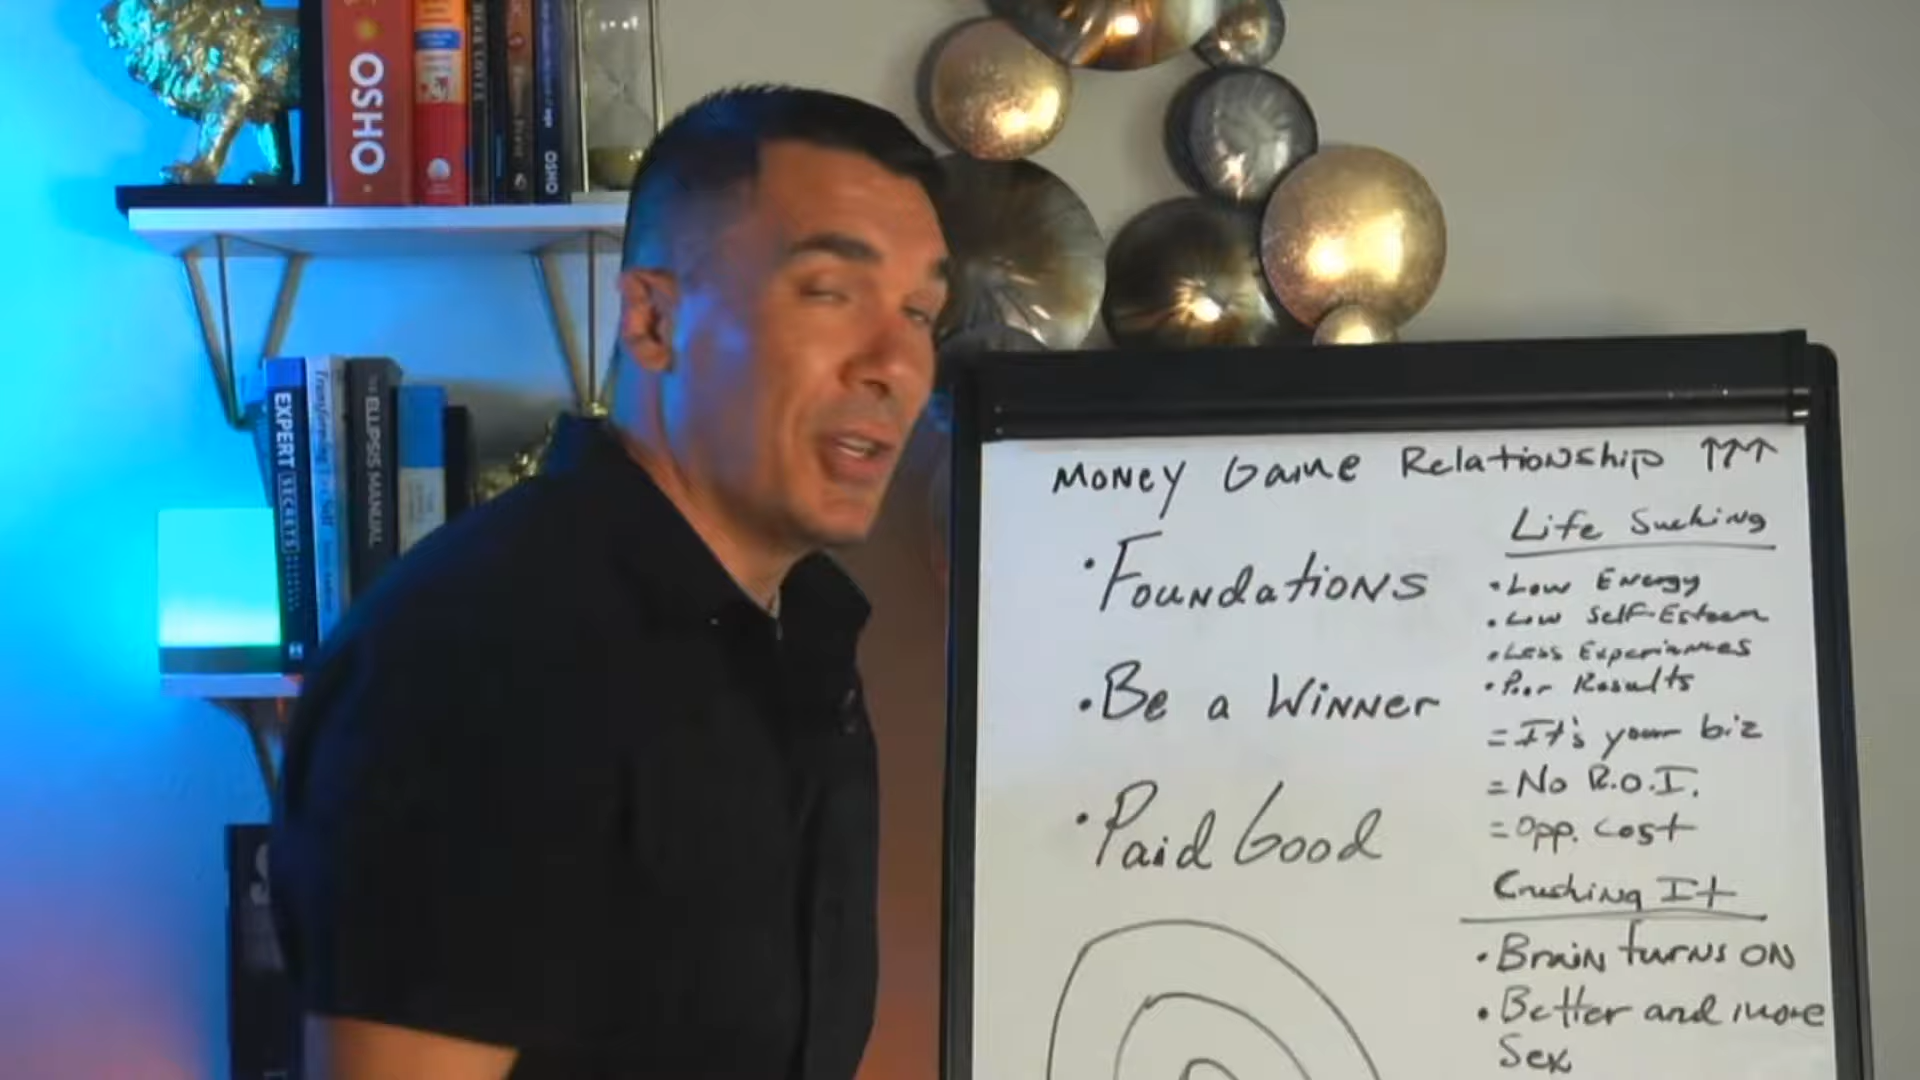 OSHO
OSHO
EXPERT SECRETS
THE ELLIPSIS MANUAL
Money Game Relationship ↑↑↑
• Foundations
• Be a Winner
• Paid Good
Life Sucking
• Low Energy
• Low Self-Esteem
• Less Experiences
• Poor Results
= It's your biz
= No R.O.I.
= Opp. Cost
Crushing It
• Brain turns ON
• Better and more
Sex